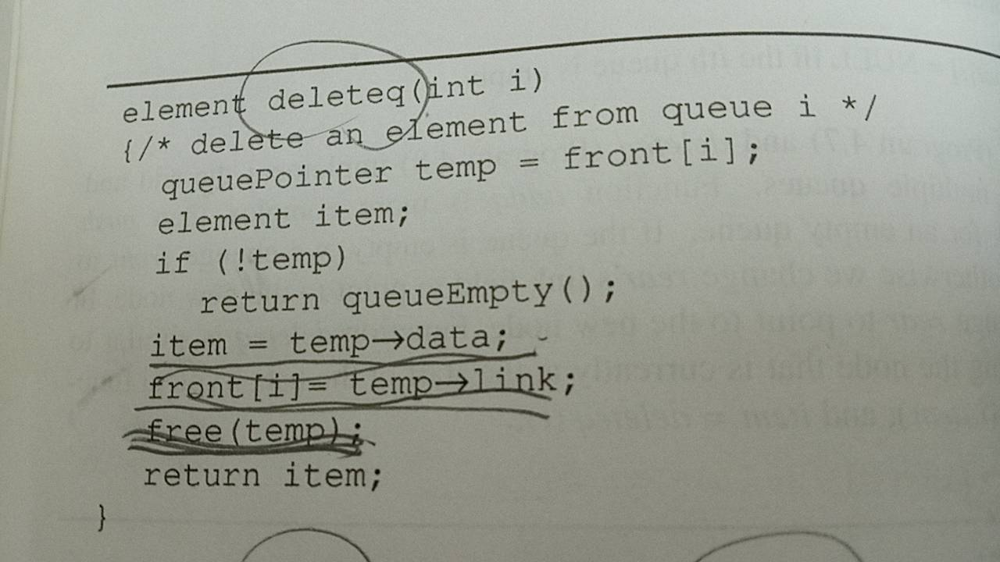 element deleteq(int i)
{/* delete an element from queue i */
queuePointer temp = front[i];
element item;
if (!temp)
return queueEmpty();
item = temp→data;
front[i]= temp→link;
free(temp);
return item;
}